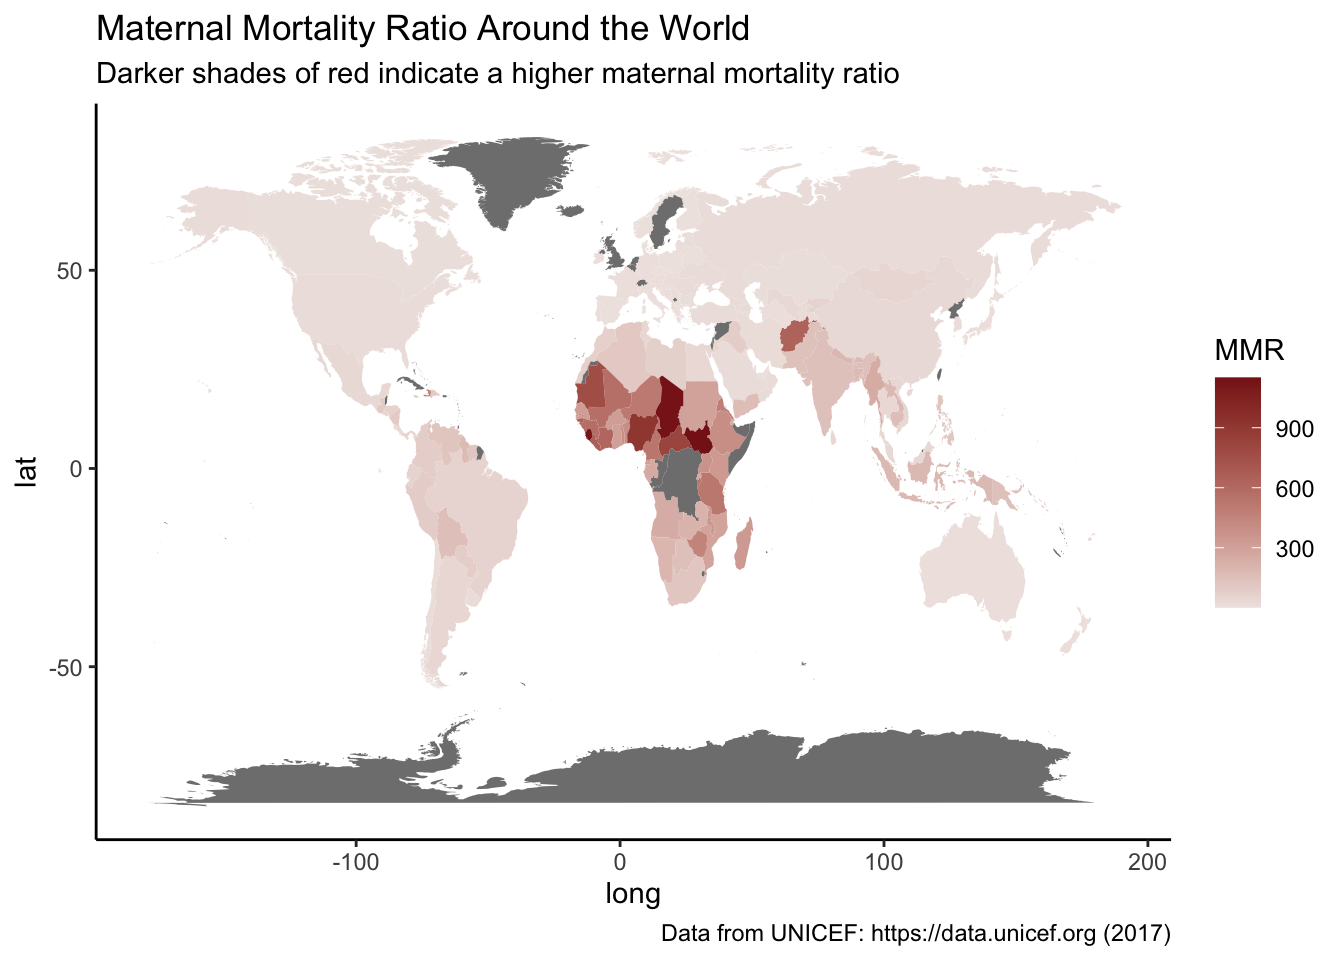 Maternal Mortality Ratio Around the World
Darker shades of red indicate a higher maternal mortality ratio
lat
50
0
-50
-100
0
100
200
long
MMR
900
600
300
Data from UNICEF: https://data.unicef.org (2017)